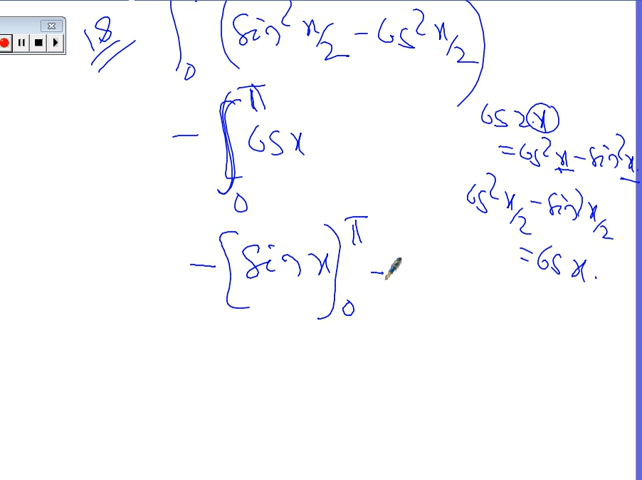 18 ∫₀ (sin² x/2 - cos² x/2)
- ∫₀^π cos x
cos 2x
= cos² x - sin² x.
cos² x/2 - sin² x/2
= cos x.
- [sin x]₀^π -